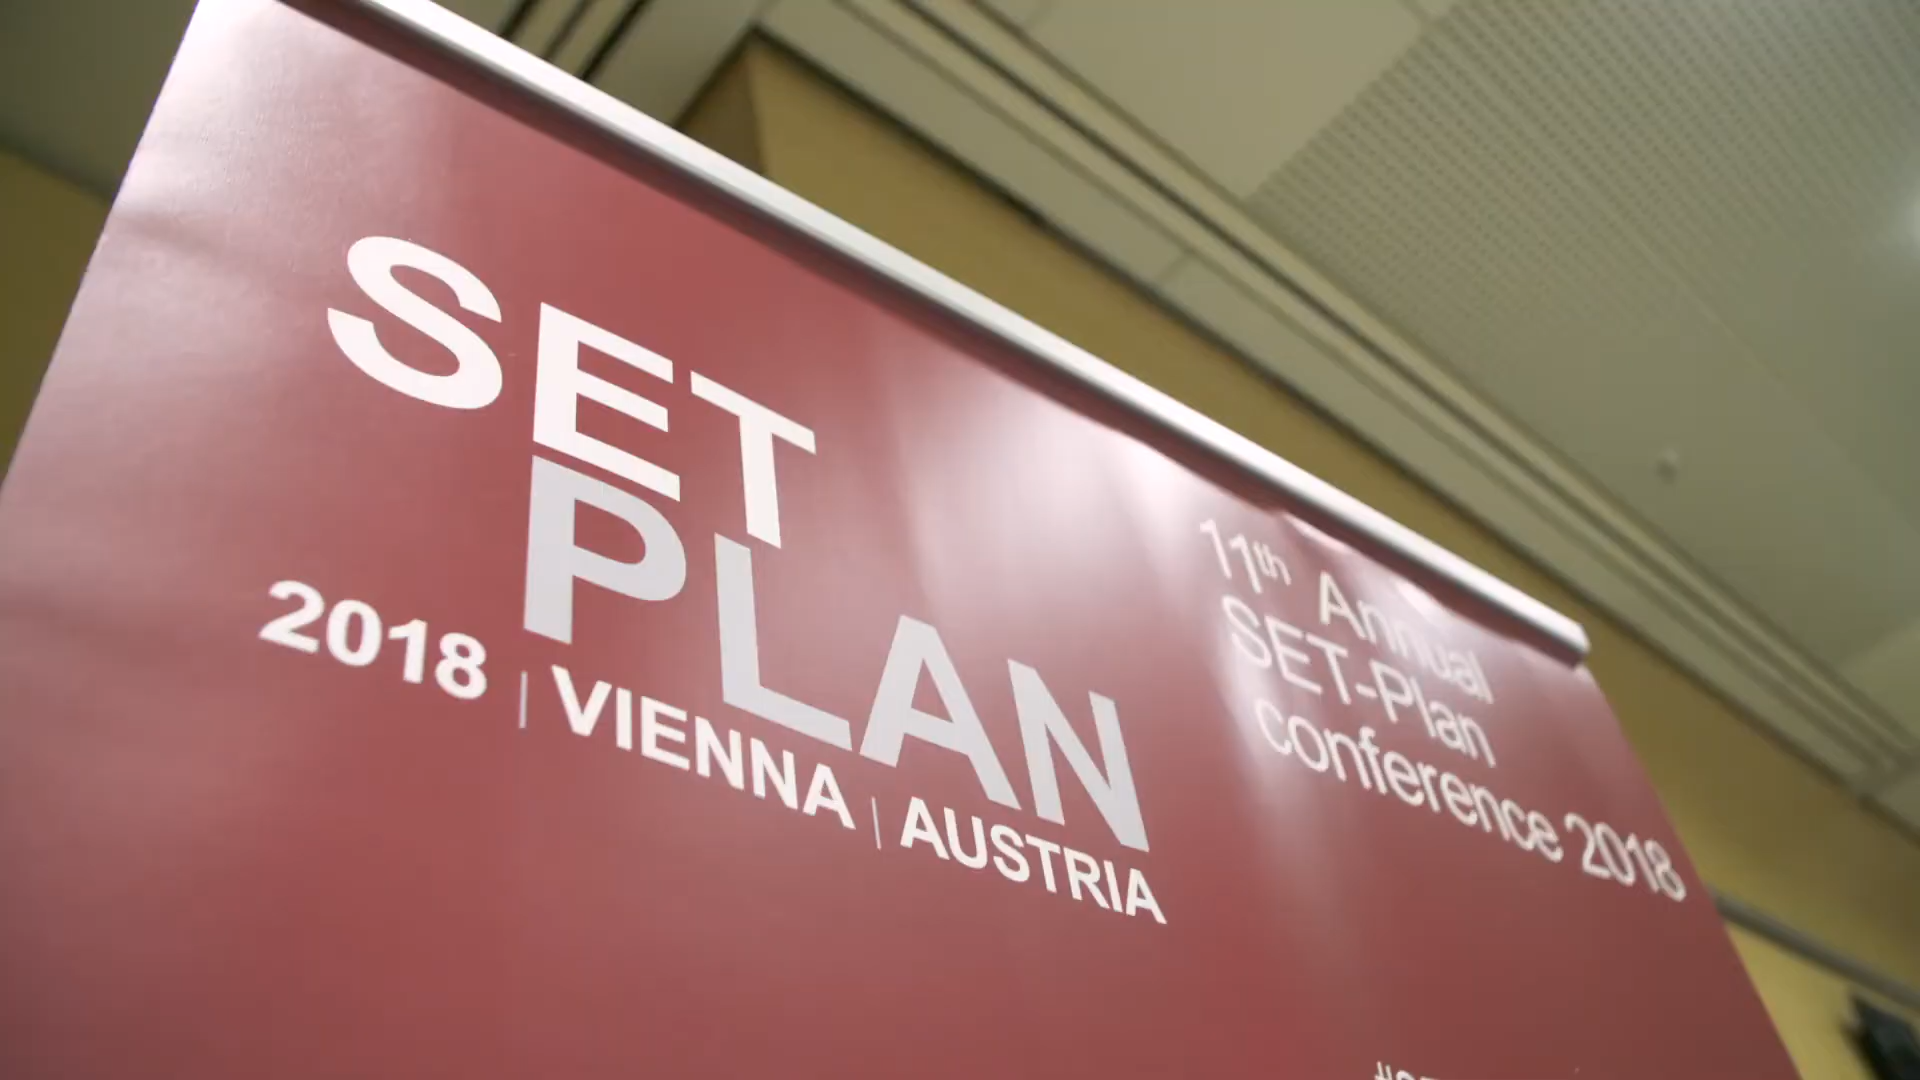 SET
PLAN
2018 | VIENNA | AUSTRIA
11th Annual
SET-Plan
conference 2018